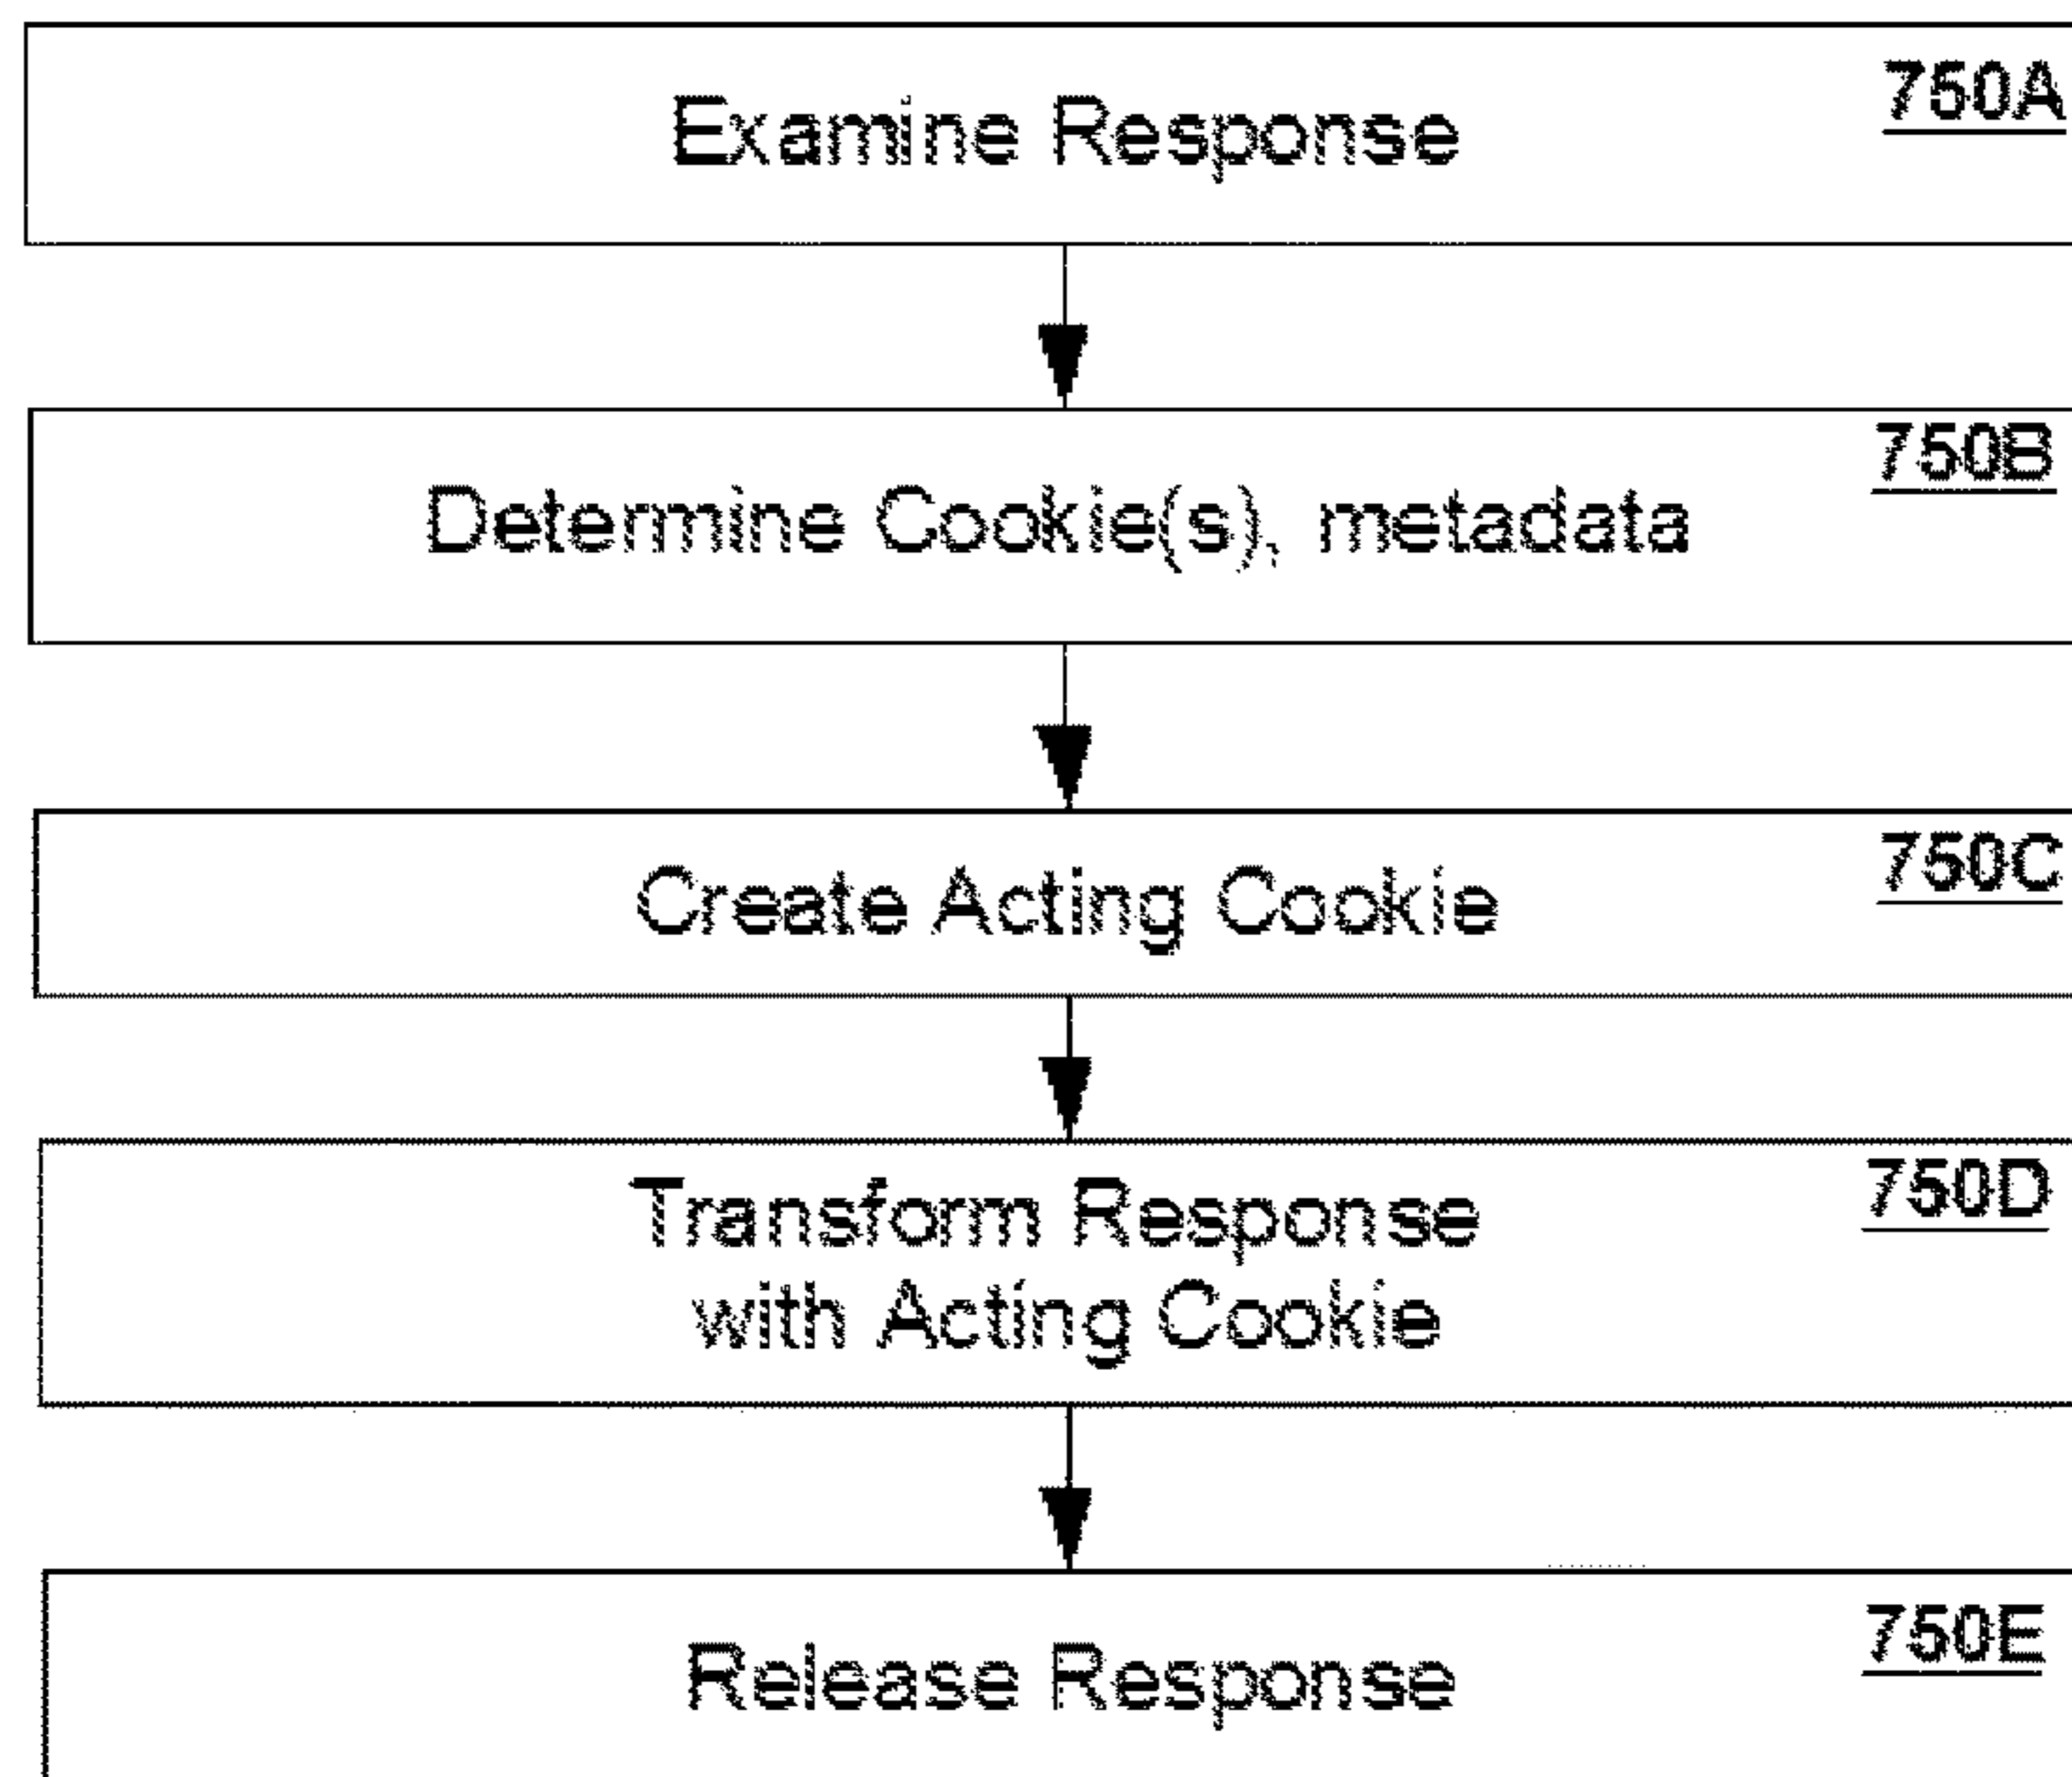 750A
Examine Response
750B
Determine Cookie(s), metadata
750C
Create Acting Cookie
750D
Transform Response
with Acting Cookie
750E
Release Response